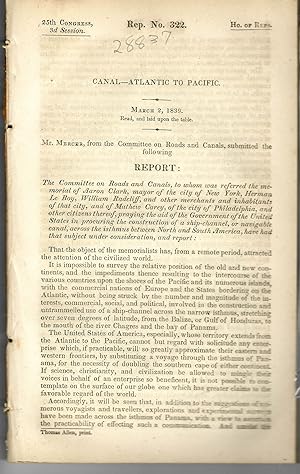 25th Congress, Rep. No. 322. Ho. of Reps.
3d Session.
28837
CANAL—ATLANTIC TO PACIFIC.
March 2, 1839.
Read, and laid upon the table.
Mr. Mercer, from the Committee on Roads and Canals, submitted the
following
REPORT:
The Committee on Roads and Canals, to whom was referred the me-
morial of Aaron Clark, mayor of the city of New York, Herman
Le Roy, William Radcliff, and other merchants and inhabitants
of that city, and of Mathew Carey, of the city of Philadelphia, and
other citizens thereof, praying the aid of the Government of the United
States in procuring the construction of a ship-channel, or navigable
canal, across the isthmus between North and South America, have had
that subject under consideration, and report:
That the object of the memorialists has, from a remote period, attracted
the attention of the civilized world.
It is impossible to survey the relative position of the old and new con-
tinents, and the impediments thence resulting to the intercourse of the
various countries upon the shores of the Pacific and its numerous islands,
with the commercial nations of Europe and the States bordering on the
Atlantic, without being struck by the number and magnitude of the in-
terests, commercial, social, and political, involved in the construction and
untrammelled use of a ship-channel across the narrow isthmus, stretching
over seven degrees of latitude, from the Balize, or Gulf of Honduras, to
the mouth of the river Chagres and the bay of Panama.
The United States of America, especially, whose territory extends from
the Atlantic to the Pacific, cannot but regard with solicitude any enter-
prise which, if practicable, will so greatly approximate their eastern and
western frontiers, by substituting a voyage through the isthmus of Pana-
ma, for the necessity of doubling the southern cape of either continent.
If science, christianity, and civilization be allowed to mingle their
voices in behalf of an enterprise so beneficent, it is not possible to con-
template on the surface of our globe one which has greater claims to the
favorable regard of the world.
Accordingly, it will be seen that, in addition to the suggestions of nu-
merous voyagers and travellers, explorations and experimental surveys
have been made across the isthmus of Panama, with a view to ascertain
the practicability of effecting such a communication. And amidst the
Thomas Allen, print.